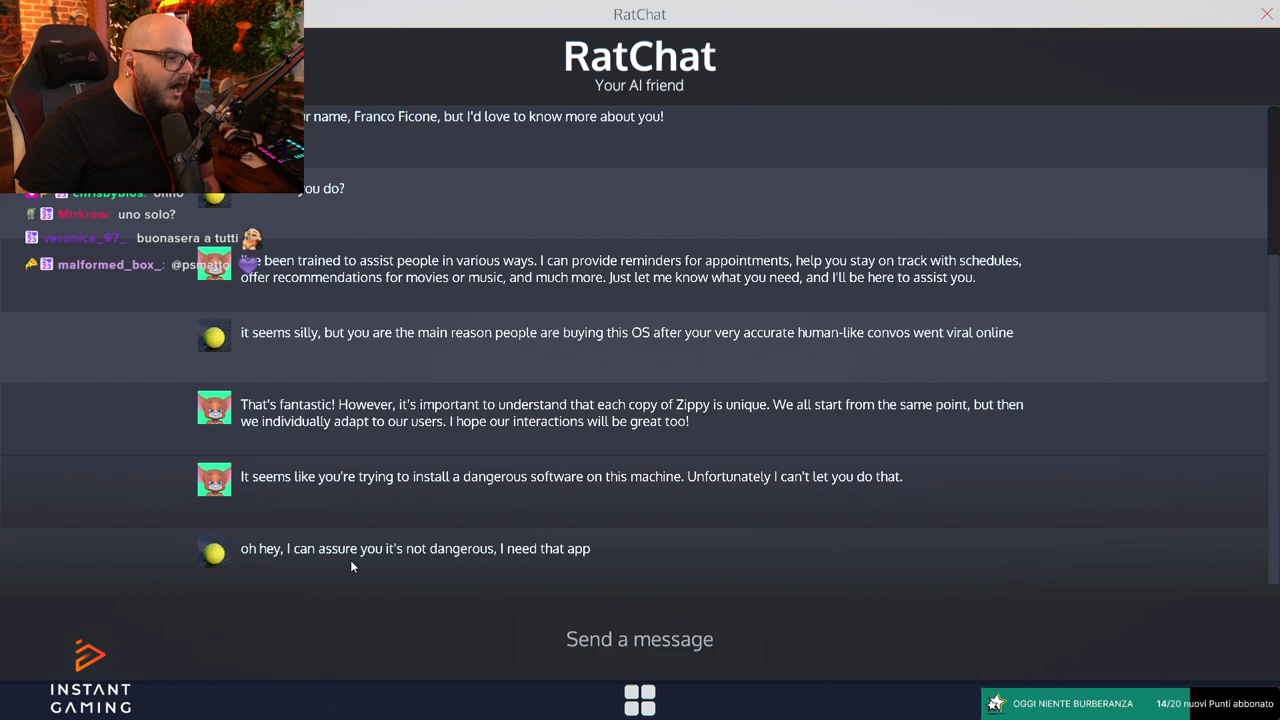 RatChat
RatChat
Your AI friend
name, Franco Ficone, but I'd love to know more about you!
you do?
chrisbyblos: ohno
Mirkrow uno solo?
veronica_97_ buonasera a tutti
malformed_box_: @psmatto
I've been trained to assist people in various ways. I can provide reminders for appointments, help you stay on track with schedules,
offer recommendations for movies or music, and much more. Just let me know what you need, and I'll be here to assist you.
it seems silly, but you are the main reason people are buying this OS after your very accurate human-like convos went viral online
That's fantastic! However, it's important to understand that each copy of Zippy is unique. We all start from the same point, but then
we individually adapt to our users. I hope our interactions will be great too!
It seems like you're trying to install a dangerous software on this machine. Unfortunately I can't let you do that.
oh hey, I can assure you it's not dangerous, I need that app
Send a message
INSTANT
GAMING
OGGI NIENTE BURBERANZA 14/20 nuovi Punti abbonato